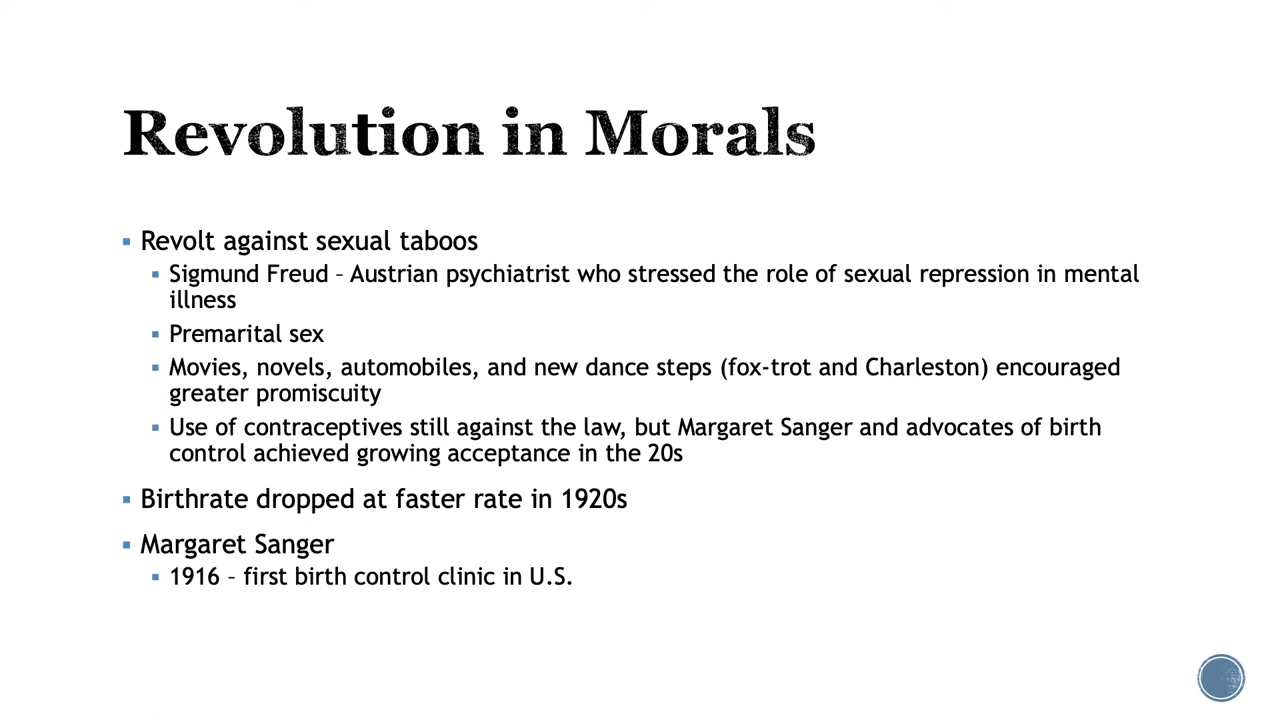 Revolution in Morals
▪ Revolt against sexual taboos
▪ Sigmund Freud – Austrian psychiatrist who stressed the role of sexual repression in mental
illness
▪ Premarital sex
▪ Movies, novels, automobiles, and new dance steps (fox-trot and Charleston) encouraged
greater promiscuity
▪ Use of contraceptives still against the law, but Margaret Sanger and advocates of birth
control achieved growing acceptance in the 20s
▪ Birthrate dropped at faster rate in 1920s
▪ Margaret Sanger
▪ 1916 – first birth control clinic in U.S.